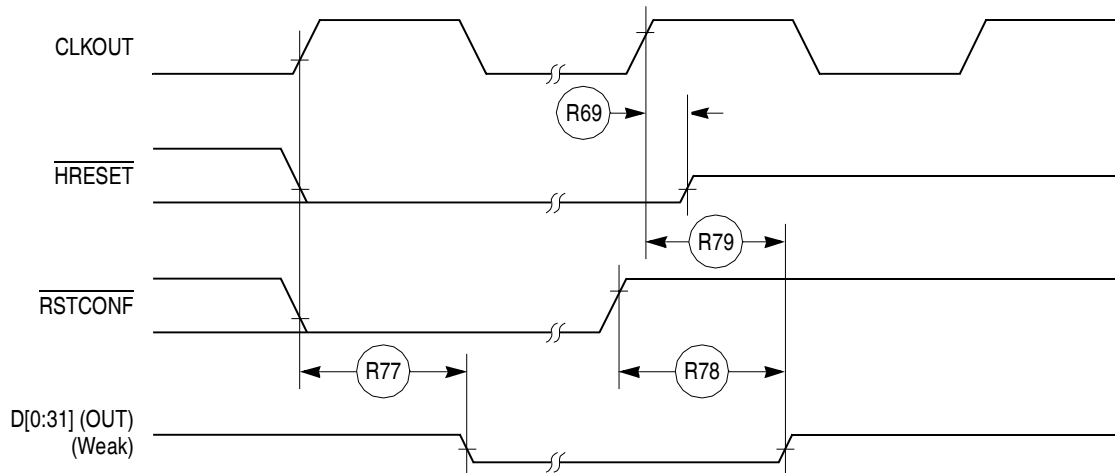 CLKOUT
R69
HRESET
R79
RSTCONF
R77
R78
D[0:31] (OUT)
(Weak)